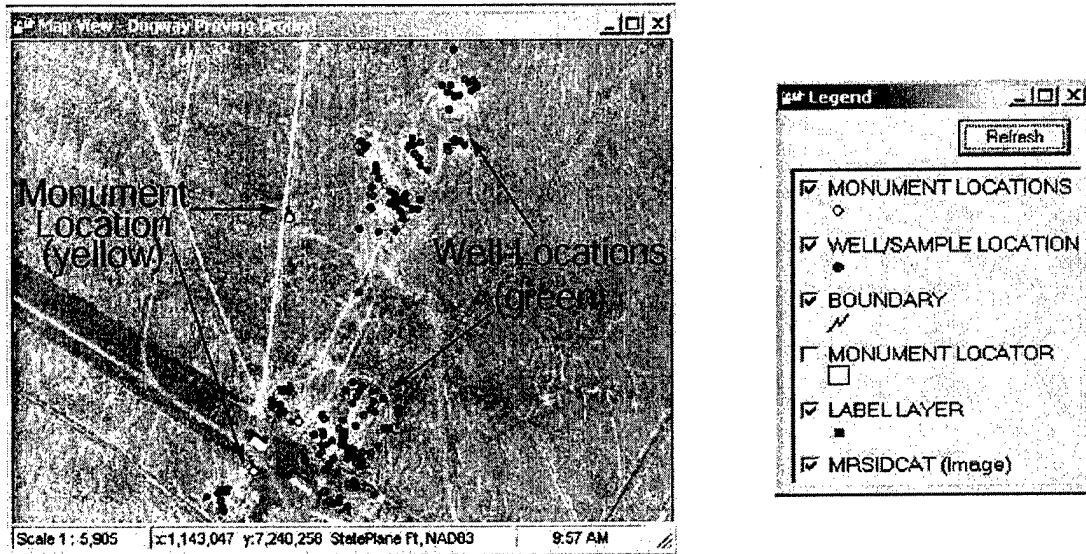 Map View - Dugway Proving Ground
Monument
Location
(yellow)
Well-Locations
(green)
Scale 1 : 5,905
x:1,143,047 y:7,240,258 StatePlane Ft, NAD83
9:57 AM
Legend
Refresh
MONUMENT LOCATIONS
WELL/SAMPLE LOCATION
BOUNDARY
MONUMENT LOCATOR
LABEL LAYER
MRSIDCAT (Image)